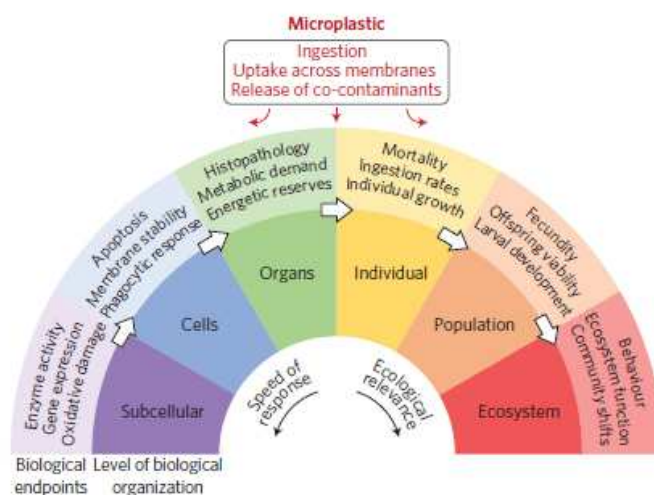 Microplastic
Ingestion
Uptake across membranes
Release of co-contaminants
Enzyme activity
Gene expression
Oxidative damage
Apoptosis
Membrane stability
Phagocytic response
Histopathology
Metabolic demand
Energetic reserves
Mortality
Ingestion rates
Individual growth
Fecundity
Offspring viability
Larval development
Behaviour
Ecosystem function
Community shifts
Subcellular
Cells
Organs
Individual
Population
Ecosystem
Speed of
response
Ecological
relevance
Biological
endpoints
Level of biological
organization